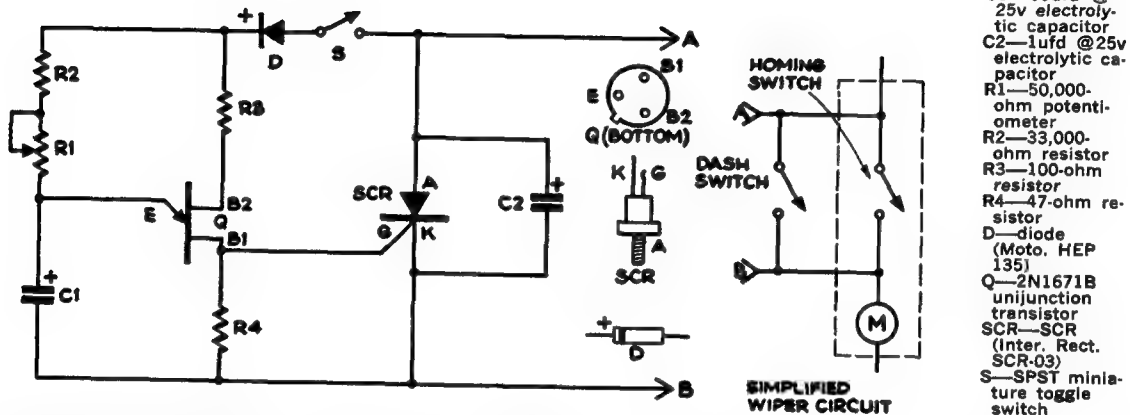 +
D
S
A
R2
R3
R1
E
B2
Q
B1
+
C1
R4
SCR
A
G
K
+
C2
B
B1
E
B2
Q (BOTTOM)
K
G
A
SCR
+
D
HOMING
SWITCH
A
DASH
SWITCH
B
M
SIMPLIFIED
WIPER CIRCUIT
25v electroly-
tic capacitor
C2—1ufd @25v
electrolytic ca-
pacitor
R1—50,000-
ohm potenti-
ometer
R2—33,000-
ohm resistor
R3—100-ohm
resistor
R4—47-ohm re-
sistor
D—diode
(Moto. HEP
135)
Q—2N1671B
unijunction
transistor
SCR—SCR
(Inter. Rect.
SCR-03)
S—SPST minia-
ture toggle
switch